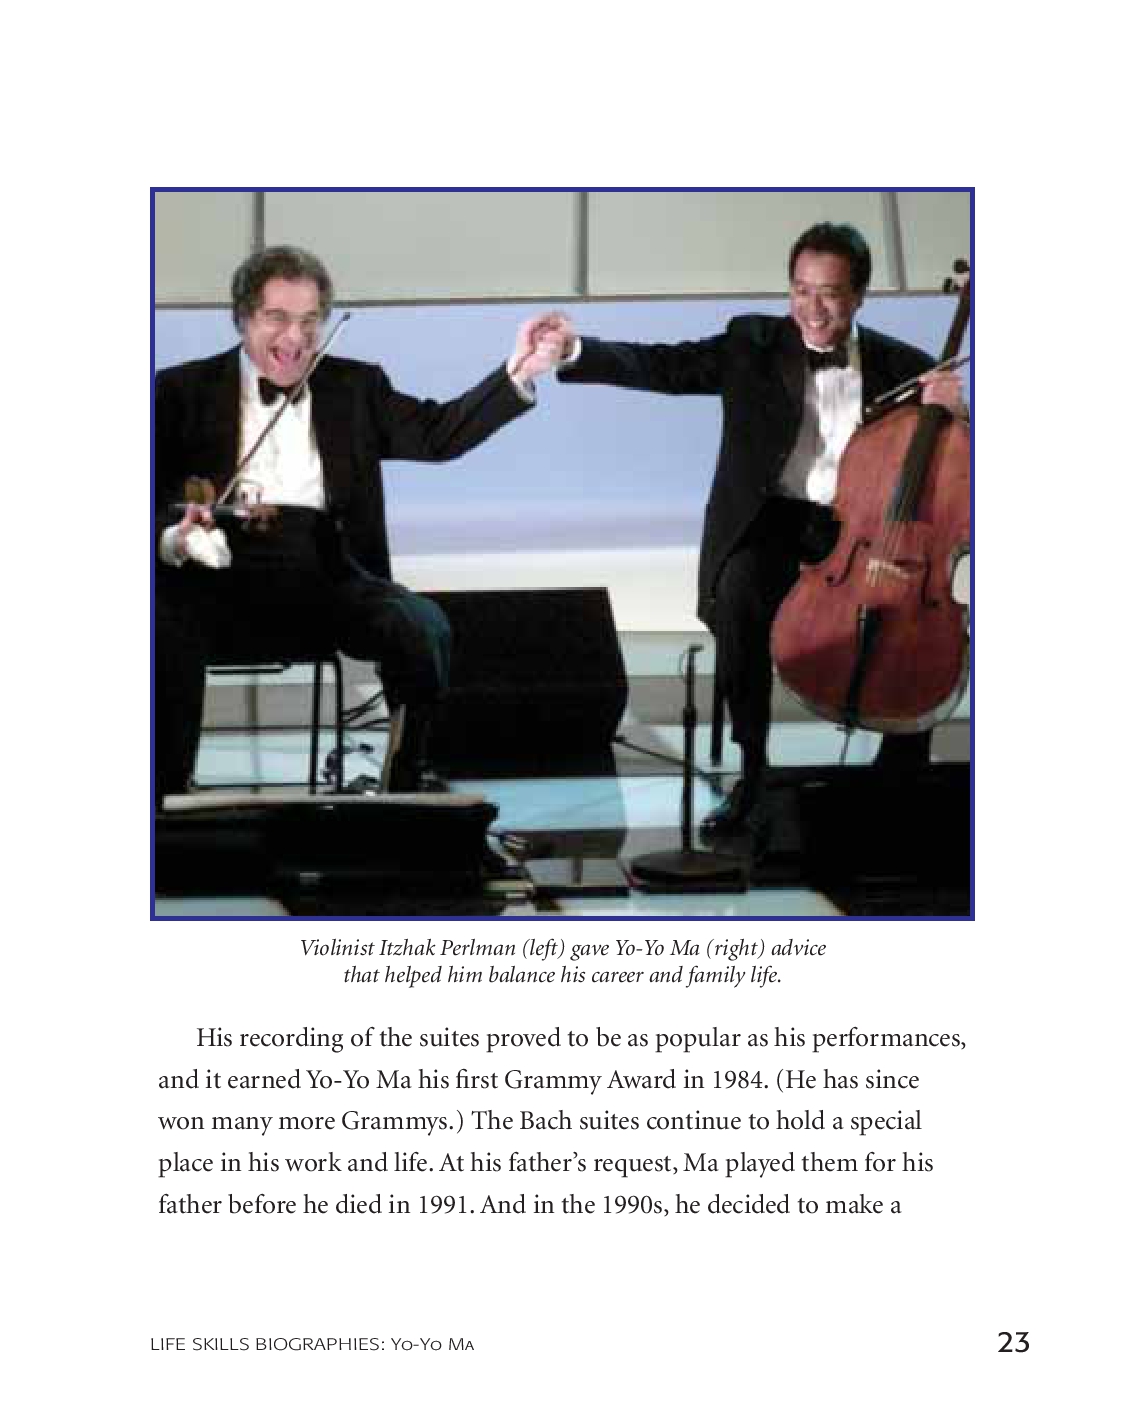 Violinist Itzhak Perlman (left) gave Yo-Yo Ma (right) advice
that helped him balance his career and family life.
His recording of the suites proved to be as popular as his performances,
and it earned Yo-Yo Ma his first Grammy Award in 1984. (He has since
won many more Grammys.) The Bach suites continue to hold a special
place in his work and life. At his father’s request, Ma played them for his
father before he died in 1991. And in the 1990s, he decided to make a
LIFE SKILLS BIOGRAPHIES: Yo-Yo Ma
23